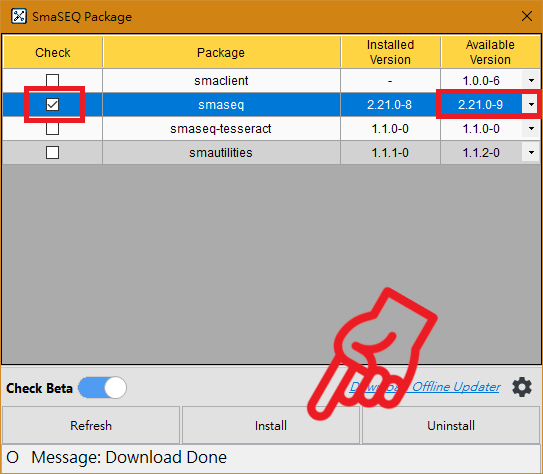 SmaSEQ Package
Check Package Installed Version Available Version
smaclient - 1.0.0-6
smaseq 2.21.0-8 2.21.0-9
smaseq-tesseract 1.1.0-0 1.1.0-0
smautilities 1.1.1-0 1.1.2-0
Check Beta Download Offline Updater
Refresh Install Uninstall
O Message: Download Done